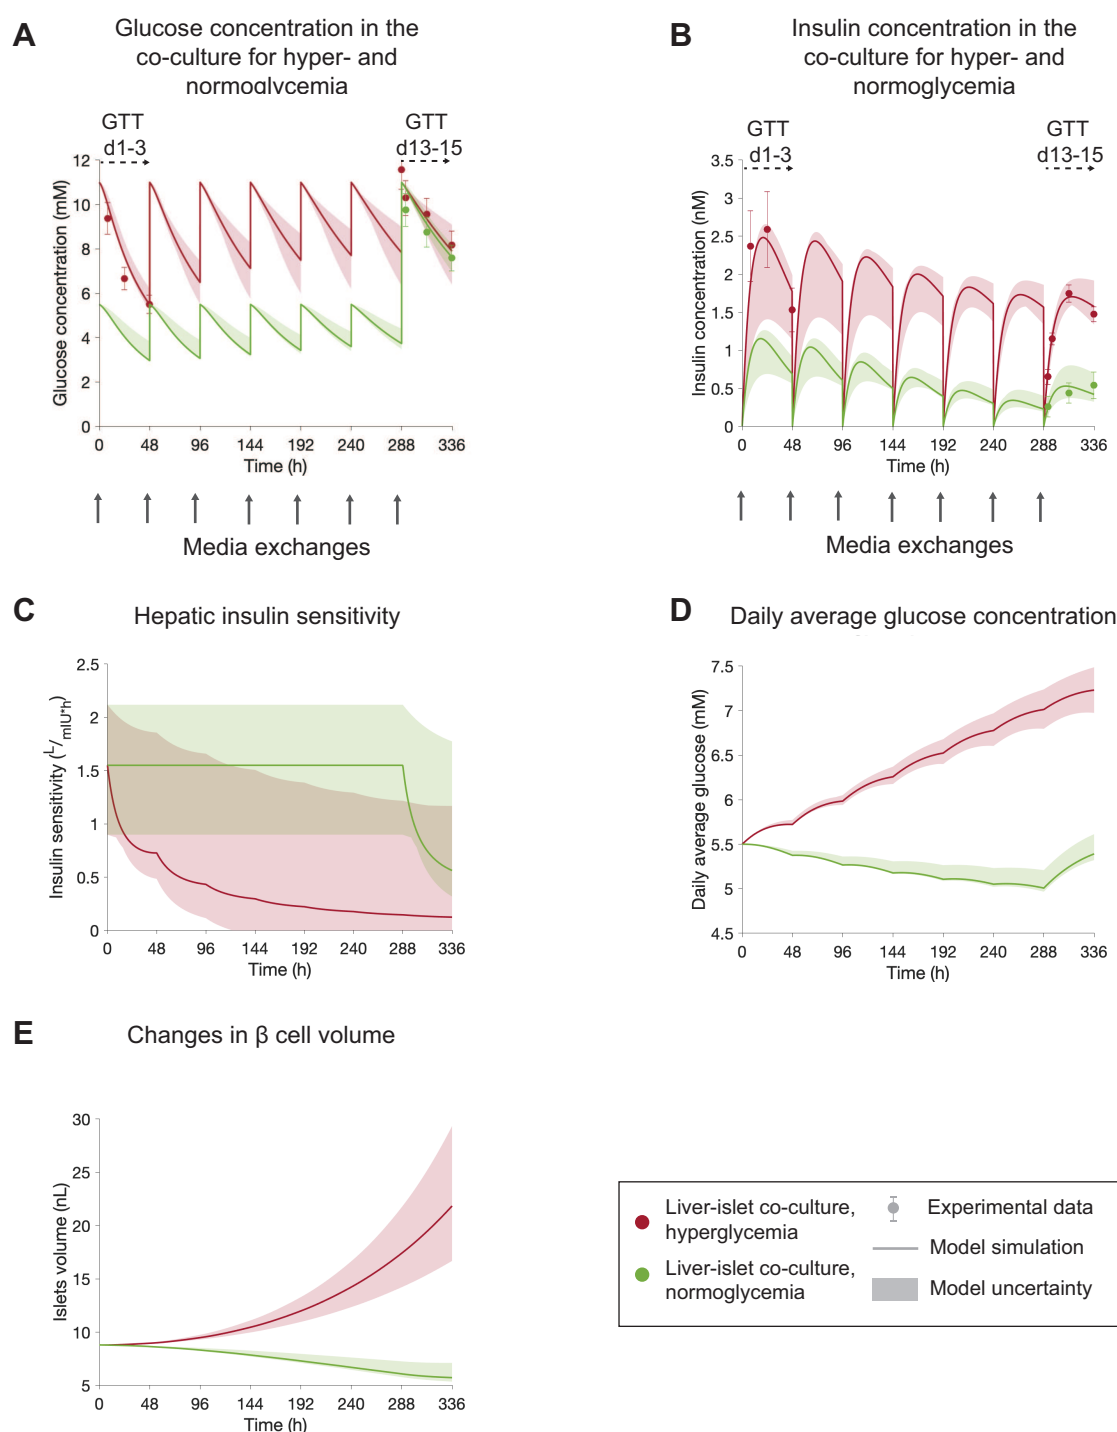 A
Glucose concentration in the
co-culture for hyper- and
normoglycemia
GTT
d1-3
GTT
d13-15
Glucose concentration (mM)
12
10
8
6
4
2
0
0 48 96 144 192 240 288 336
Time (h)
Media exchanges
B
Insulin concentration in the
co-culture for hyper- and
normoglycemia
GTT
d1-3
GTT
d13-15
Insulin concentration (nM)
3.5
3
2.5
2
1.5
1
0.5
0
0 48 96 144 192 240 288 336
Time (h)
Media exchanges
C
Hepatic insulin sensitivity
Insulin sensitivity (L/mIU*h)
2.5
2
1.5
1
0.5
0
0 48 96 144 192 240 288 336
Time (h)
D
Daily average glucose concentration
Daily average glucose (mM)
7.5
7
6.5
6
5.5
5
4.5
0 48 96 144 192 240 288 336
Time (h)
E
Changes in β cell volume
Islets volume (nL)
30
25
20
15
10
5
0 48 96 144 192 240 288 336
Time (h)
Liver-islet co-culture,
hyperglycemia
Liver-islet co-culture,
normoglycemia
Experimental data
Model simulation
Model uncertainty